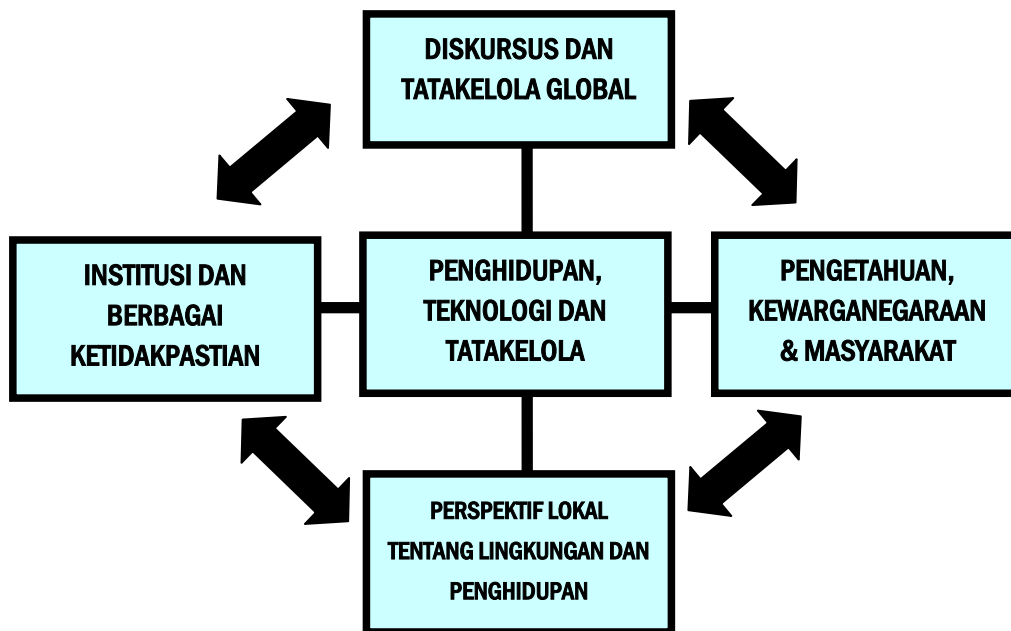 DISKURSUS DAN
TATAKELOLA GLOBAL
INSTITUSI DAN
BERBAGAI
KETIDAKPASTIAN
PENGHIDUPAN,
TEKNOLOGI DAN
TATAKELOLA
PENGETAHUAN,
KEWARGANEGARAAN
& MASYARAKAT
PERSPEKTIF LOKAL
TENTANG LINGKUNGAN DAN
PENGHIDUPAN